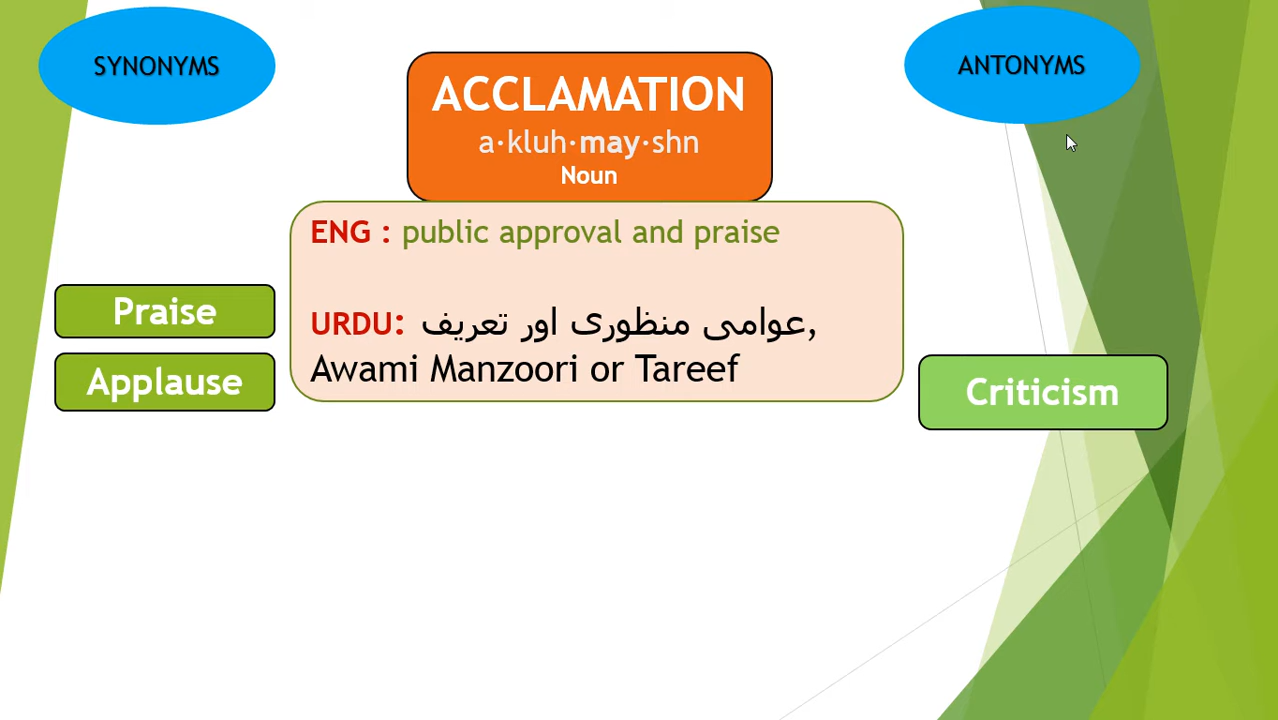 SYNONYMS
ACCLAMATION
a·kluh·may·shn
Noun
ANTONYMS
ENG : public approval and praise
URDU: عوامی منظوری اور تعریف,
Awami Manzoori or Tareef
Praise
Applause
Criticism